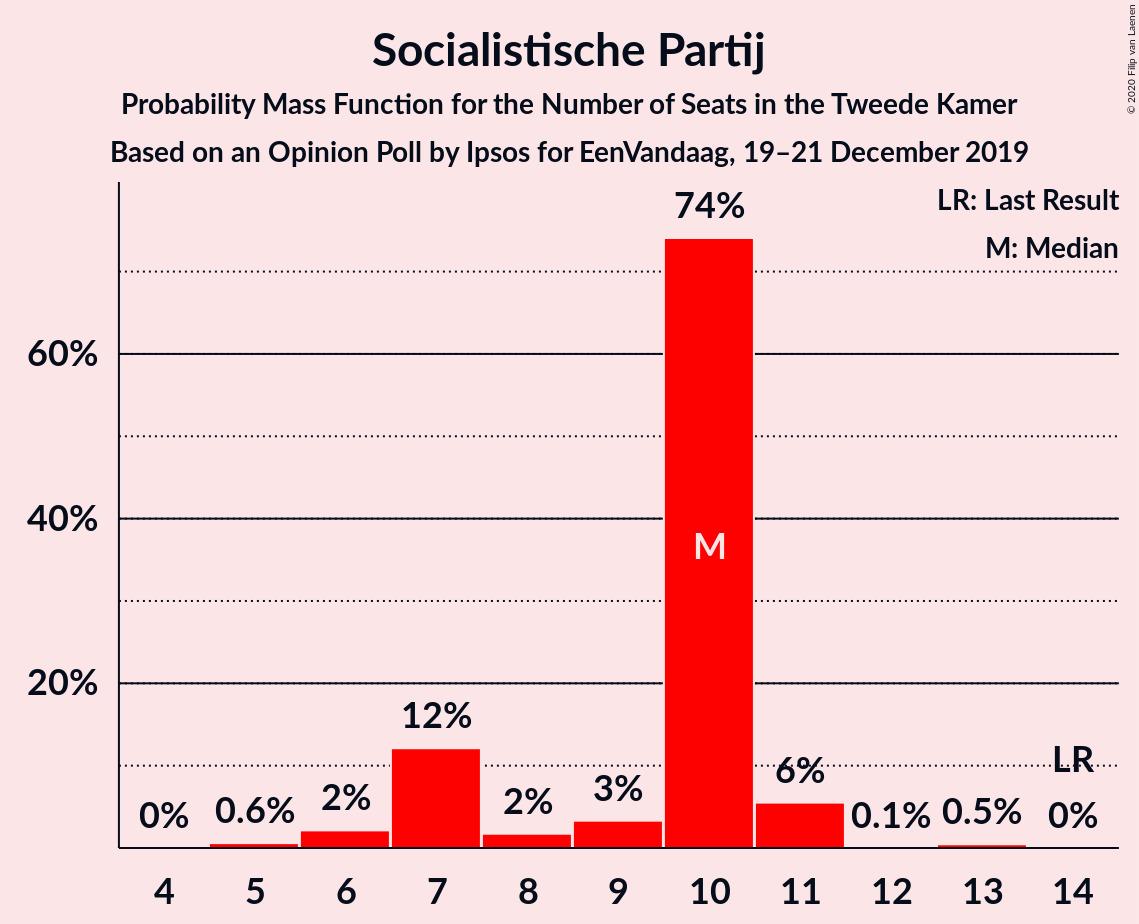 Socialistische Partij
Probability Mass Function for the Number of Seats in the Tweede Kamer
Based on an Opinion Poll by Ipsos for EenVandaag, 19–21 December 2019
© 2020 Filip van Laenen
LR: Last Result
M: Median
60%
40%
20%
0%
0.6%
2%
12%
2%
3%
74%
M
6%
0.1%
0.5%
LR
0%
4 5 6 7 8 9 10 11 12 13 14